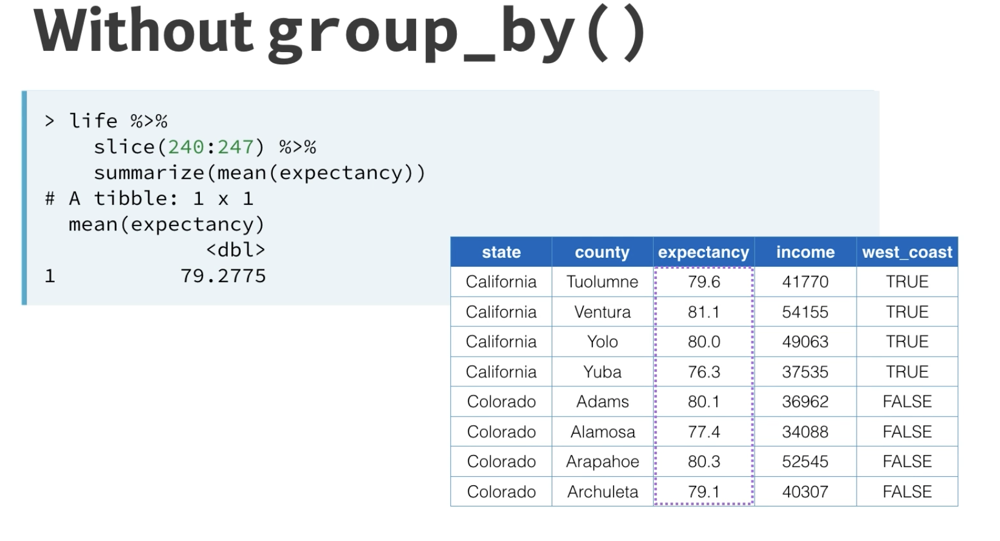 Without group_by()
> life %>%
slice(240:247) %>%
summarize(mean(expectancy))
# A tibble: 1 x 1
mean(expectancy)
<dbl>
1 79.2775
state county expectancy income west_coast
California Tuolumne 79.6 41770 TRUE
California Ventura 81.1 54155 TRUE
California Yolo 80.0 49063 TRUE
California Yuba 76.3 37535 TRUE
Colorado Adams 80.1 36962 FALSE
Colorado Alamosa 77.4 34088 FALSE
Colorado Arapahoe 80.3 52545 FALSE
Colorado Archuleta 79.1 40307 FALSE